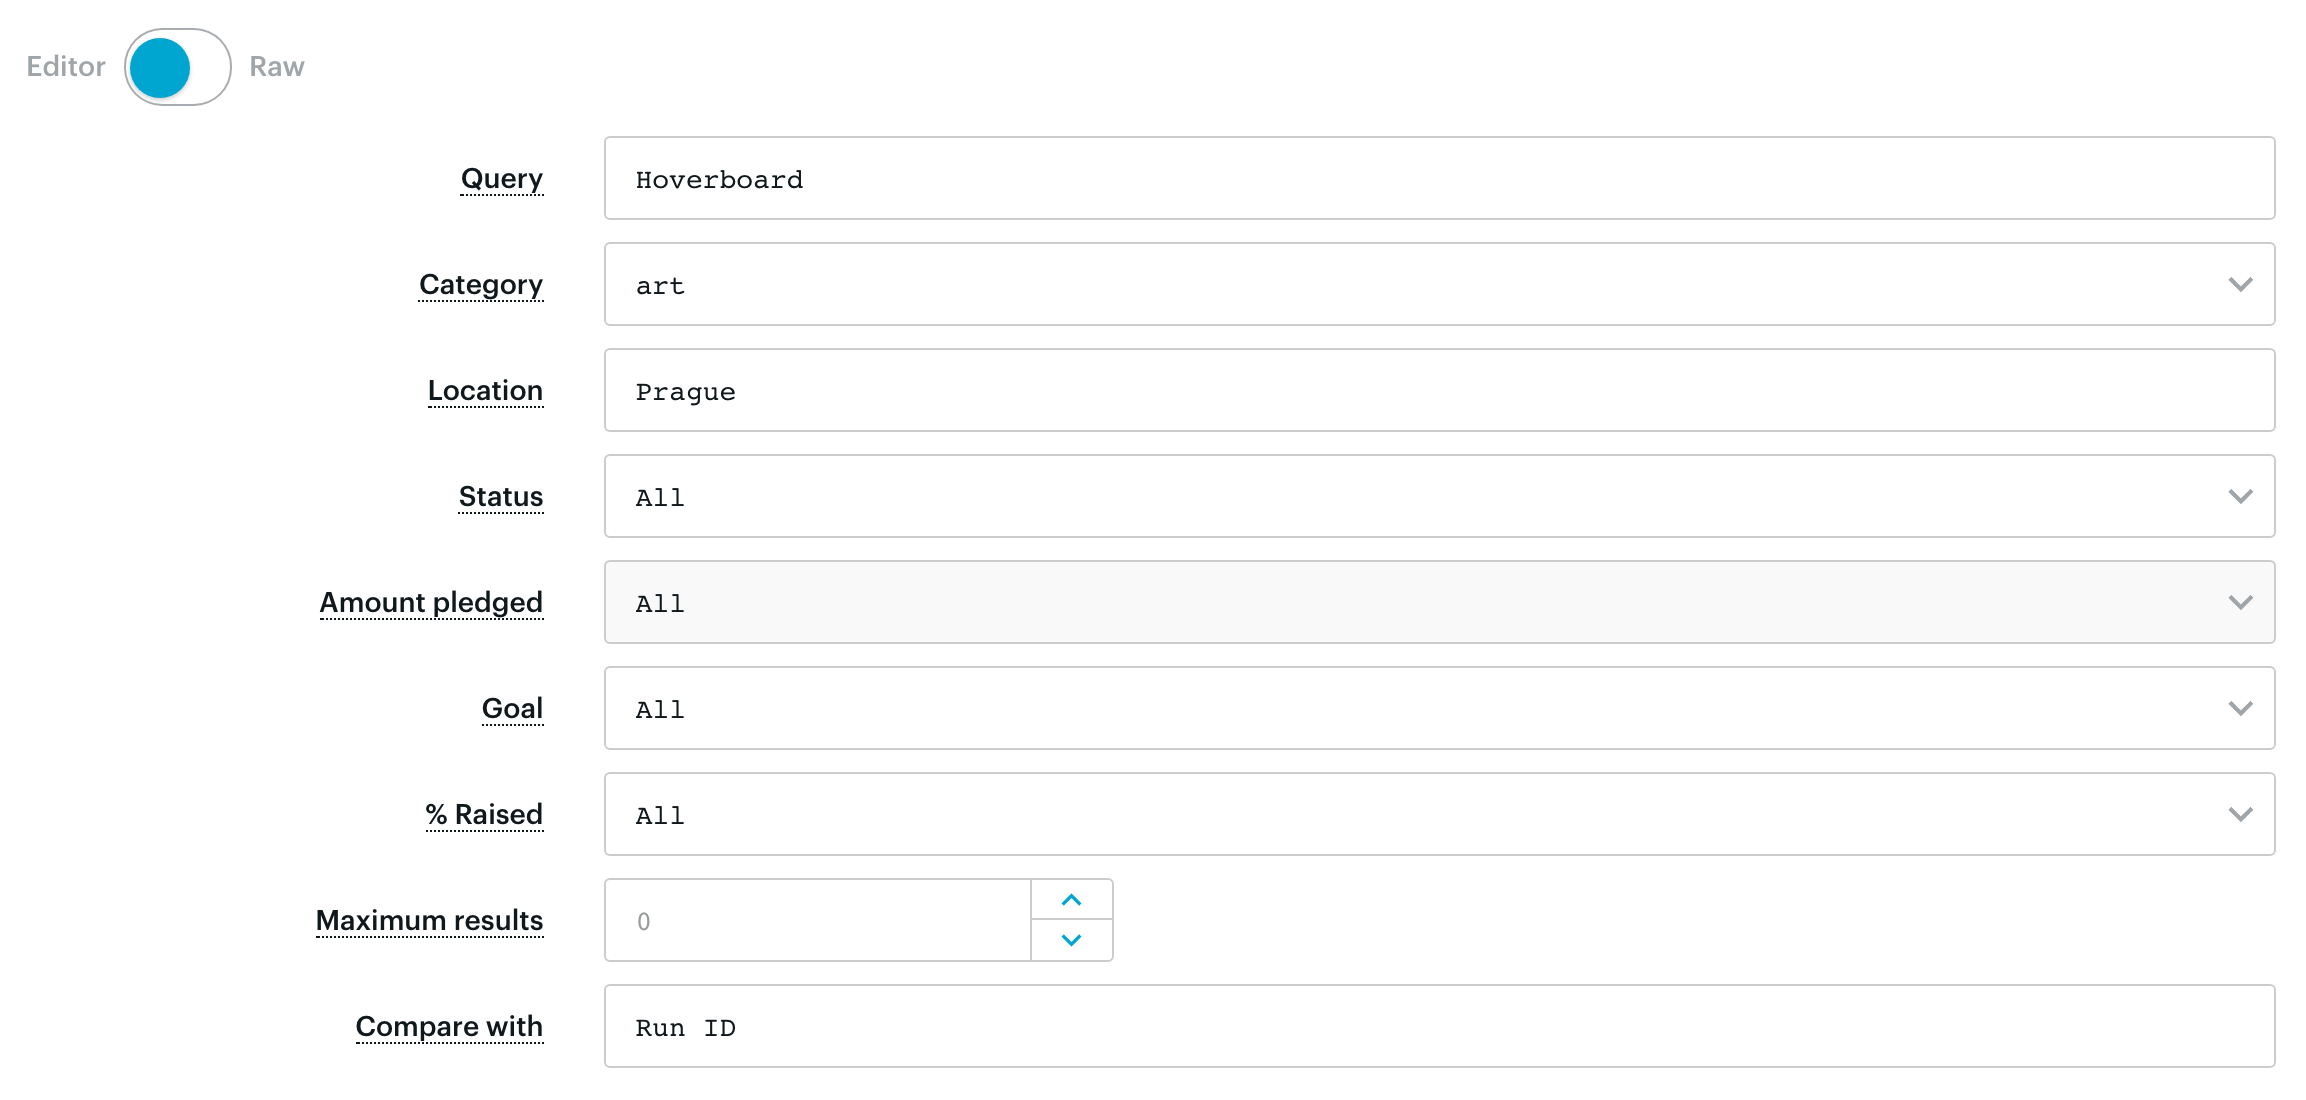 Editor Raw
Query Hoverboard
Category art
Location Prague
Status All
Amount pledged All
Goal All
% Raised All
Maximum results 0
Compare with Run ID